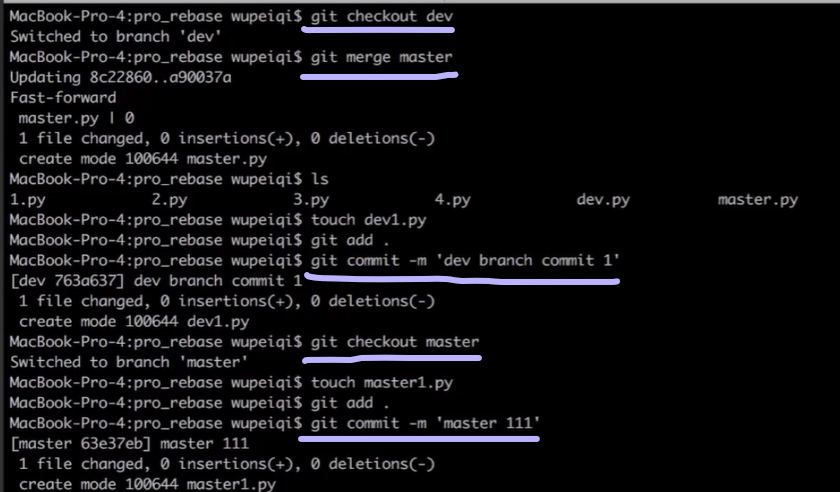 MacBook-Pro-4:pro_rebase wupeiqi$ git checkout dev
Switched to branch 'dev'
MacBook-Pro-4:pro_rebase wupeiqi$ git merge master
Updating 8c22860..a90037a
Fast-forward
 master.py | 0
 1 file changed, 0 insertions(+), 0 deletions(-)
 create mode 100644 master.py
MacBook-Pro-4:pro_rebase wupeiqi$ ls
1.py 2.py 3.py 4.py dev.py master.py
MacBook-Pro-4:pro_rebase wupeiqi$ touch dev1.py
MacBook-Pro-4:pro_rebase wupeiqi$ git add .
MacBook-Pro-4:pro_rebase wupeiqi$ git commit -m 'dev branch commit 1'
[dev 763a637] dev branch commit 1
 1 file changed, 0 insertions(+), 0 deletions(-)
 create mode 100644 dev1.py
MacBook-Pro-4:pro_rebase wupeiqi$ git checkout master
Switched to branch 'master'
MacBook-Pro-4:pro_rebase wupeiqi$ touch master1.py
MacBook-Pro-4:pro_rebase wupeiqi$ git add .
MacBook-Pro-4:pro_rebase wupeiqi$ git commit -m 'master 111'
[master 63e37eb] master 111
 1 file changed, 0 insertions(+), 0 deletions(-)
 create mode 100644 master1.py